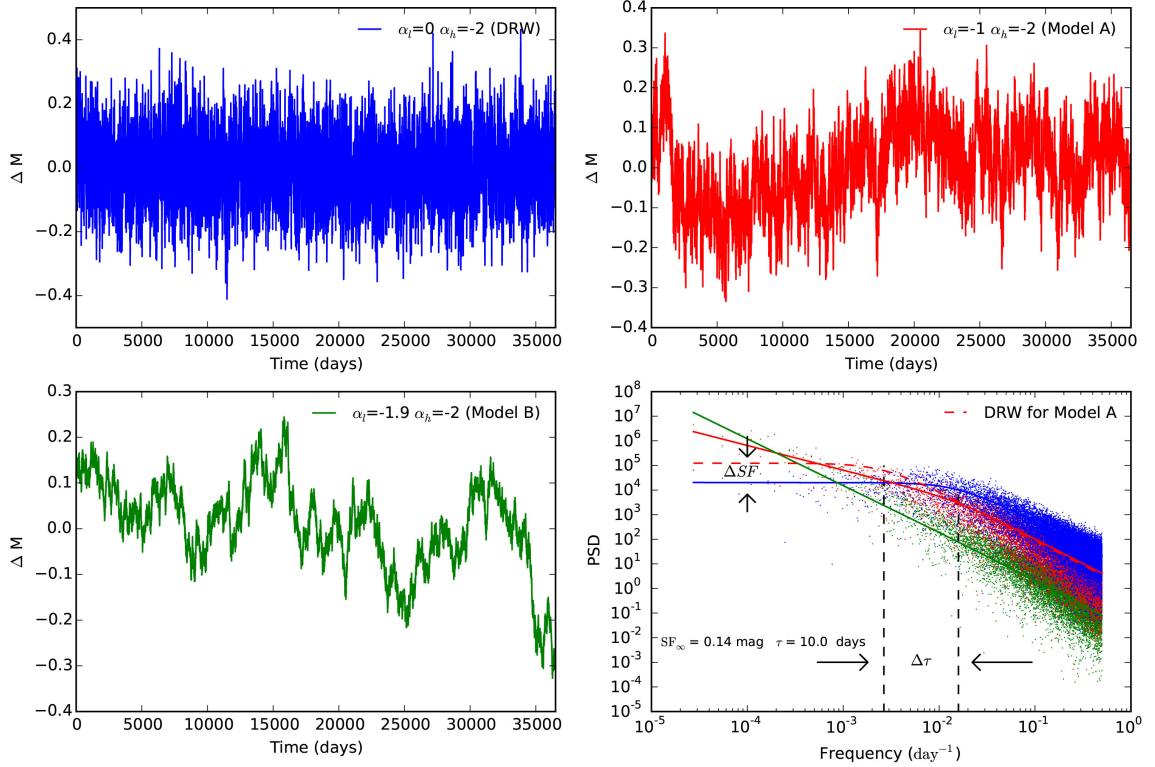 α_l=0 α_h=-2 (DRW)
0.4
0.2
0.0
−0.2
−0.4
Δ M
0 5000 10000 15000 20000 25000 30000 35000
Time (days)
α_l=-1 α_h=-2 (Model A)
0.4
0.3
0.2
0.1
0.0
−0.1
−0.2
−0.3
−0.4
Δ M
0 5000 10000 15000 20000 25000 30000 35000
Time (days)
α_l=-1.9 α_h=-2 (Model B)
0.3
0.2
0.1
0.0
−0.1
−0.2
−0.3
−0.4
Δ M
0 5000 10000 15000 20000 25000 30000 35000
Time (days)
DRW for Model A
10^8
10^7
10^6
10^5
10^4
10^3
10^2
10^1
10^0
10^-1
10^-2
10^-3
10^-4
10^-5
PSD
ΔSF
SF_∞ = 0.14 mag τ = 10.0 days
Δτ
10^-5 10^-4 10^-3 10^-2 10^-1 10^0
Frequency (day^−1)